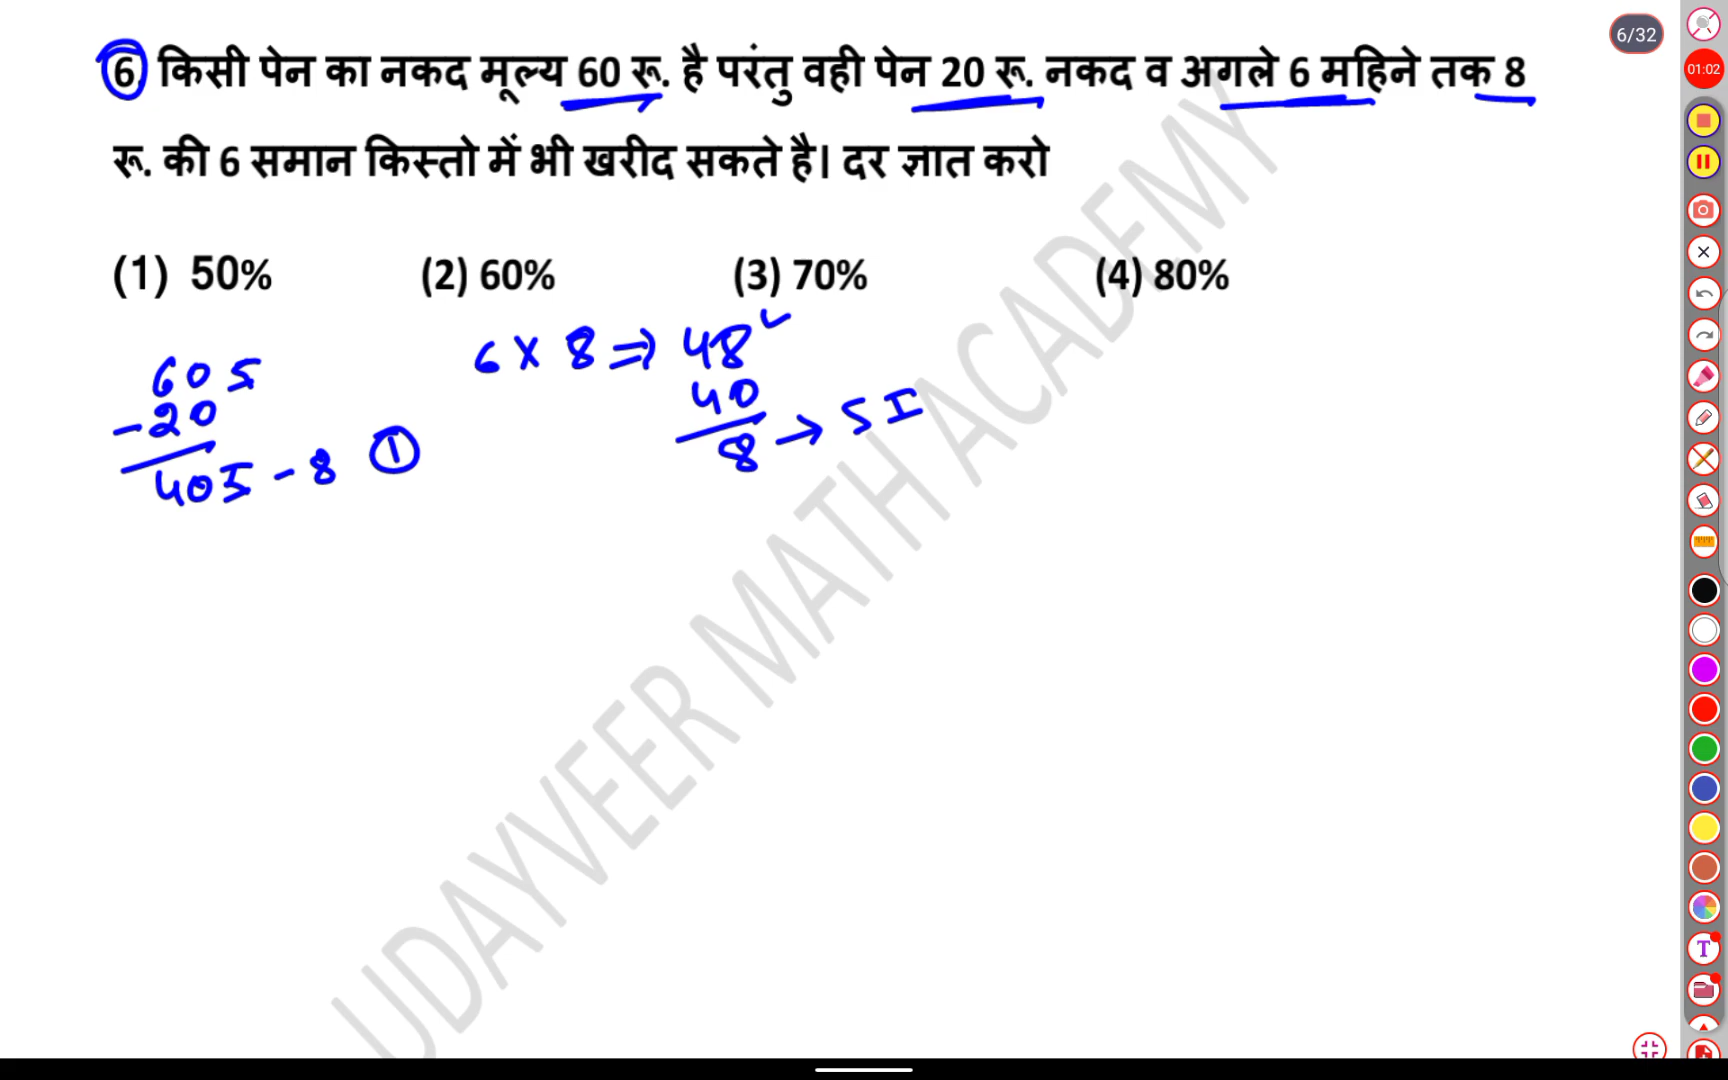 6/32
01:02
6. किसी पेन का नकद मूल्य 60 रू. है परंतु वही पेन 20 रू. नकद व अगले 6 महिने तक 8
रू. की 6 समान किस्तो में भी खरीद सकते है। दर ज्ञात करो
(1) 50% (2) 60% (3) 70% (4) 80%
6 × 8 ⇒ 48
60 5
- 20
40 5 - 8 ①
40
8 → S I
UDAYVEER MATH ACADEMY
T